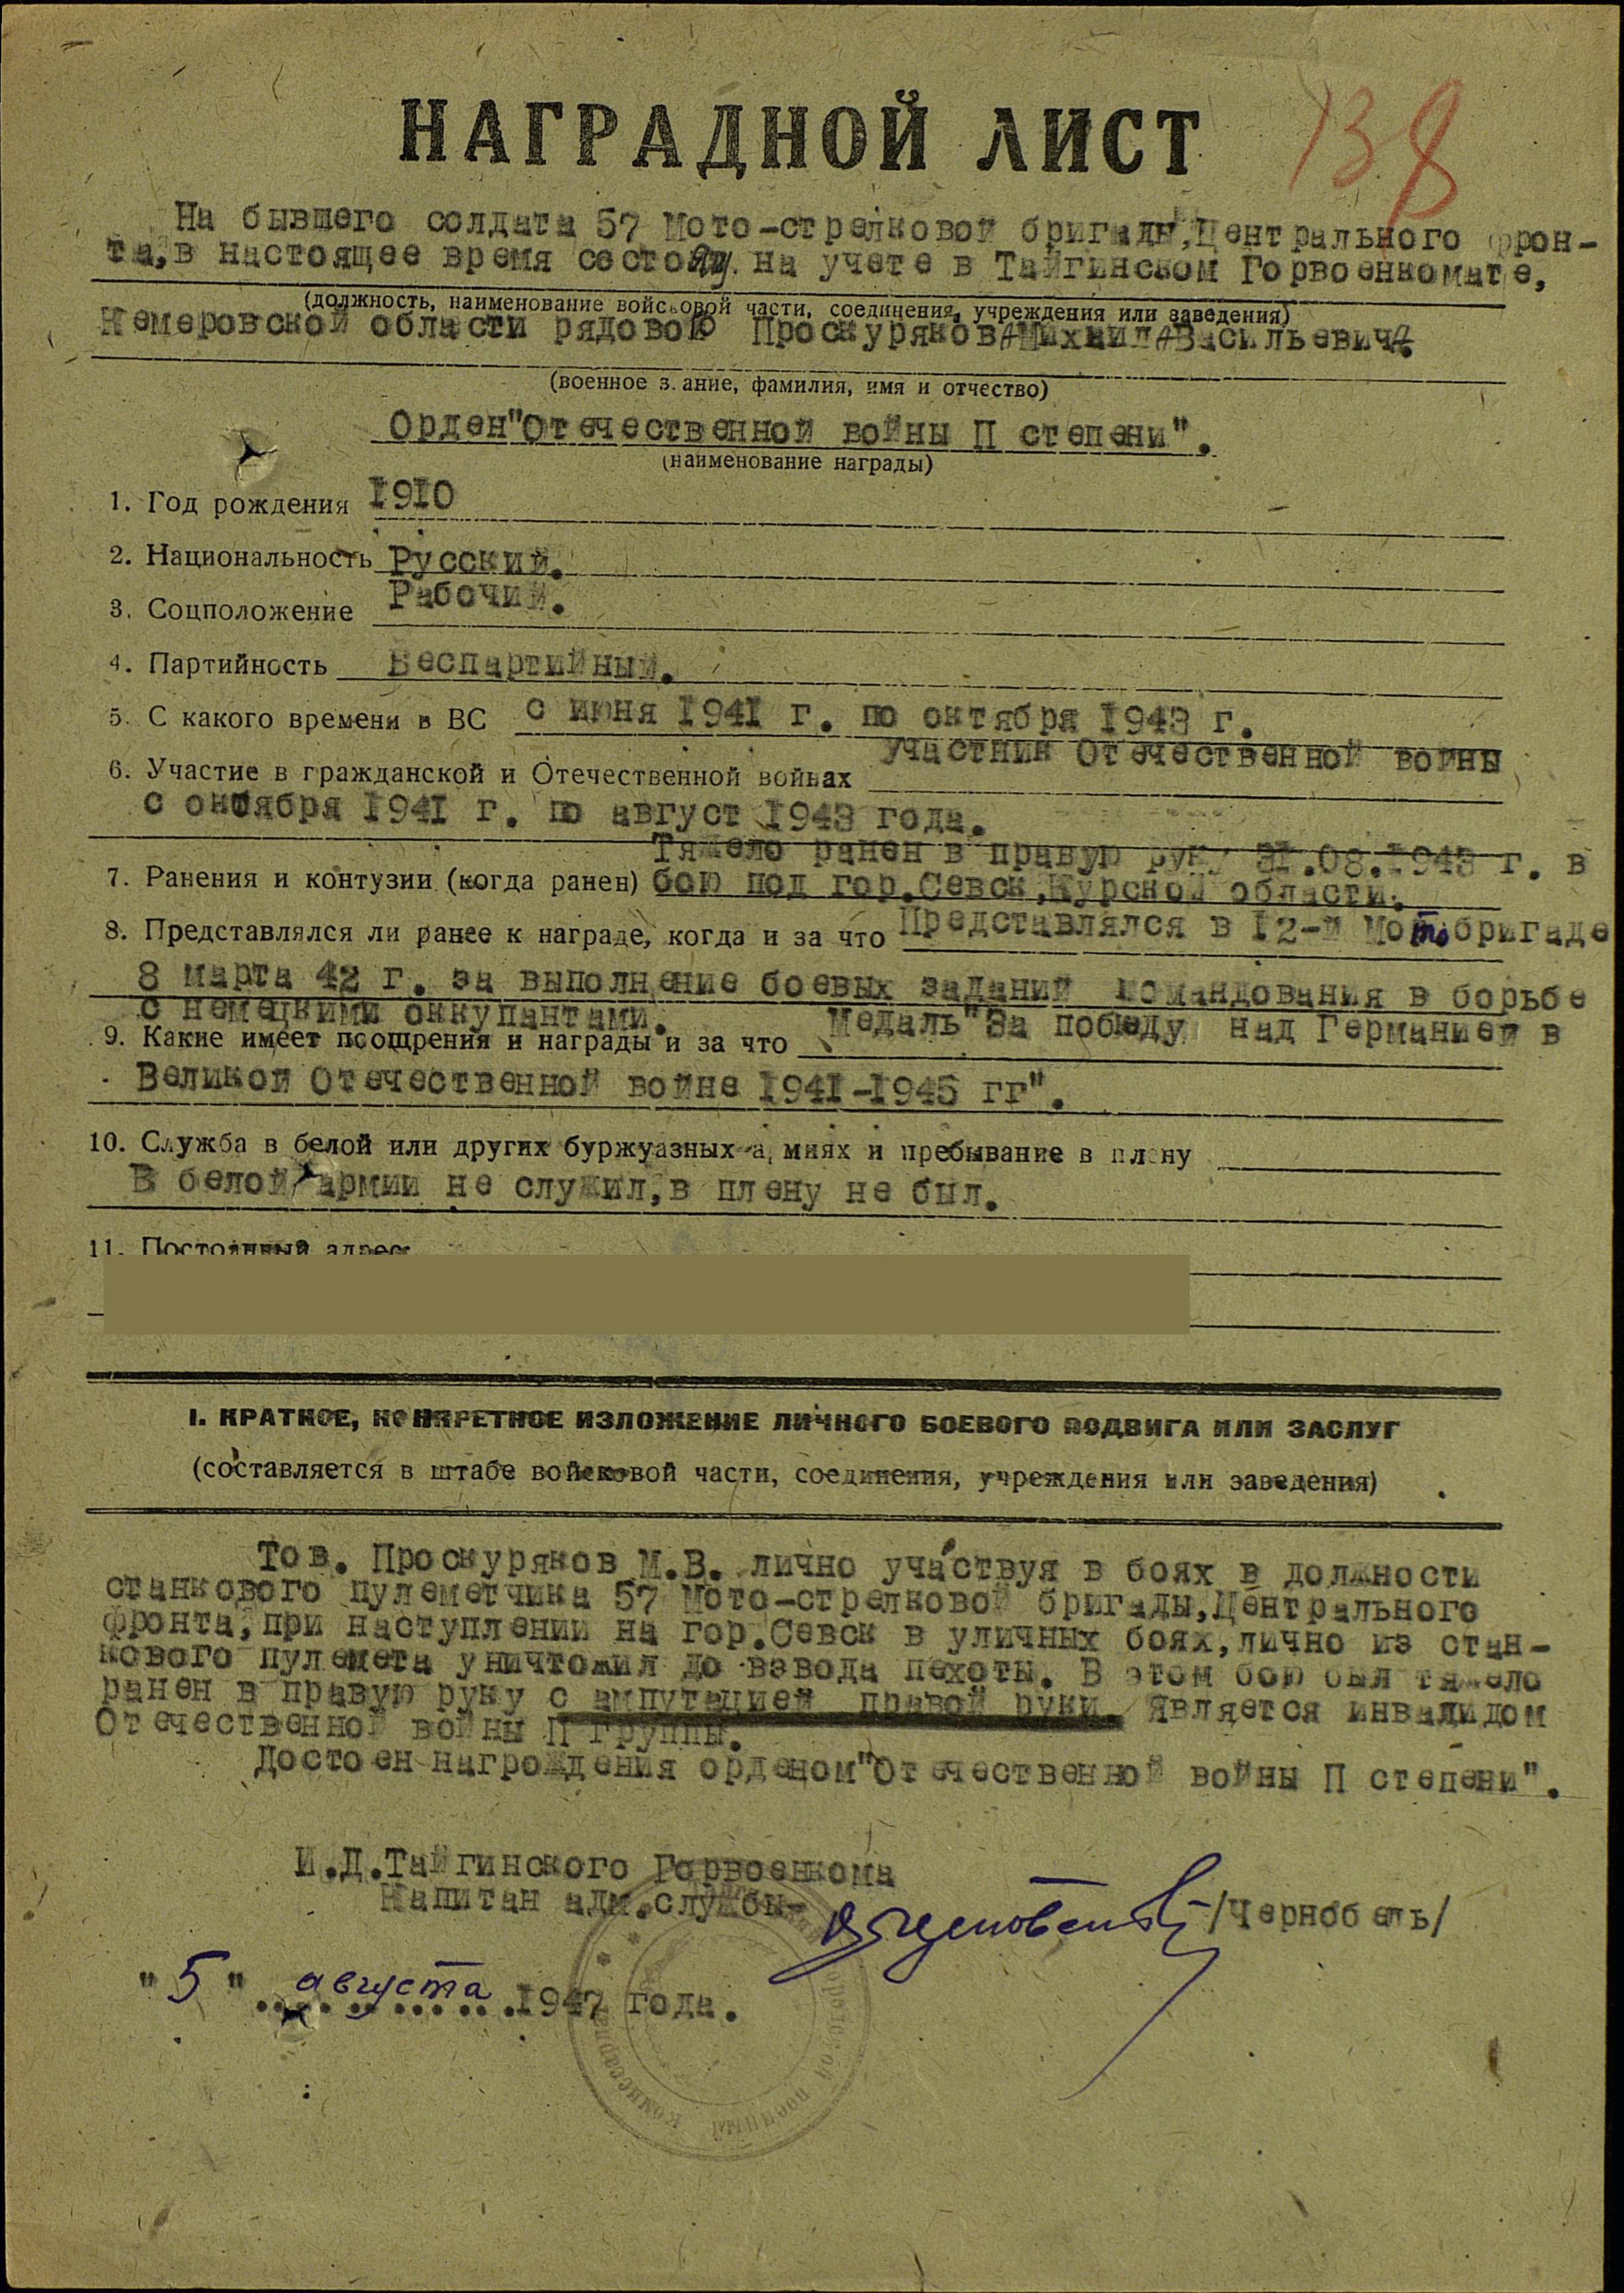 138
НАГРАДНОЙ ЛИСТ
На бывшего солдата 57 Мото-стрелковой бригады,Центрального фрон-
та,в настоящее время состоящ. на учете в Тайгинском Горвоенкомате,
(должность, наименование войсковой части, соединения, учреждения или заведения)
Кемеровской области рядового Проскурякова Михаила Васильевича.
(военное звание, фамилия, имя и отчество)
Орден"Отечественной войны II степени".
(наименование награды)
1. Год рождения 1910
2. Национальность Русский.
3. Соцположение Рабочий.
4. Партийность Беспартийный.
5. С какого времени в ВС с июня 1941 г. по октября 1943 г.
6. Участие в гражданской и Отечественной войнах Участник Отечественной войны
с октября 1941 г. по август 1943 года.
7. Ранения и контузии (когда ранен) Тяжело ранен в правую руку 31.08.1943 г. в
бою под гор.Севск,Курской области.
8. Представлялся ли ранее к награде, когда и за что Представлялся в 12-й Мотобригаде
8 марта 42 г. за выполнение боевых заданий командования в борьбе
с немецкими оккупантами.
9. Какие имеет поощрения и награды и за что Медаль"За победу над Германией в
Великой Отечественной войне 1941-1945 гг".
10. Служба в белой или других буржуазных армиях и пребывание в плену
В белой армии не служил,в плену не был.
11. Постоянный адрес
I. КРАТКОЕ, КОНКРЕТНОЕ ИЗЛОЖЕНИЕ ЛИЧНОГО БОЕВОГО ПОДВИГА ИЛИ ЗАСЛУГ
(составляется в штабе войсковой части, соединения, учреждения или заведения)
Тов. Проскуряков М.В. лично участвуя в боях в должности
станкового пулеметчика 57 Мото-стрелковой бригады,Центрального
фронта,при наступлении на гор.Севск в уличных боях,лично из стан-
кового пулемета уничтожил до взвода пехоты. В этом бою был тяжело
ранен в правую руку с ампутацией правой руки. Является инвалидом
Отечественной войны II группы.
Достоен награждения орденом"Отечественной войны II степени".
И.Д.Тайгинского Горвоенкома
Капитан адм.службы
/Чернобель/
"5" августа 1947 года.